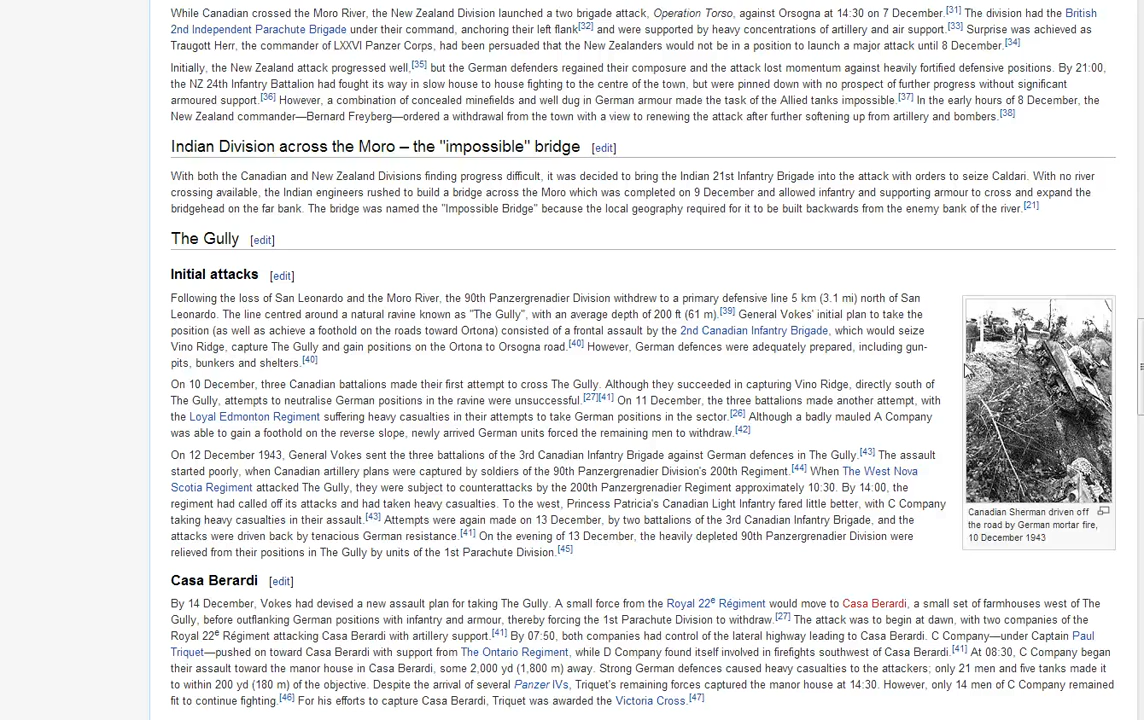 While Canadian crossed the Moro River, the New Zealand Division launched a two brigade attack, Operation Torso, against Orsogna at 14:30 on 7 December.[31] The division had the British
2nd Independent Parachute Brigade under their command, anchoring their left flank[32] and were supported by heavy concentrations of artillery and air support.[33] Surprise was achieved as
Traugott Herr, the commander of LXXVI Panzer Corps, had been persuaded that the New Zealanders would not be in a position to launch a major attack until 8 December.[34]
Initially, the New Zealand attack progressed well,[35] but the German defenders regained their composure and the attack lost momentum against heavily fortified defensive positions. By 21:00,
the NZ 24th Infantry Battalion had fought its way in slow house to house fighting to the centre of the town, but were pinned down with no prospect of further progress without significant
armoured support.[36] However, a combination of concealed minefields and well dug in German armour made the task of the Allied tanks impossible.[37] In the early hours of 8 December, the
New Zealand commander—Bernard Freyberg—ordered a withdrawal from the town with a view to renewing the attack after further softening up from artillery and bombers.[38]
Indian Division across the Moro – the "impossible" bridge [edit]
With both the Canadian and New Zealand Divisions finding progress difficult, it was decided to bring the Indian 21st Infantry Brigade into the attack with orders to seize Caldari. With no river
crossing available, the Indian engineers rushed to build a bridge across the Moro which was completed on 9 December and allowed infantry and supporting armour to cross and expand the
bridgehead on the far bank. The bridge was named the "Impossible Bridge" because the local geography required for it to be built backwards from the enemy bank of the river.[21]
The Gully [edit]
Initial attacks [edit]
Following the loss of San Leonardo and the Moro River, the 90th Panzergrenadier Division withdrew to a primary defensive line 5 km (3.1 mi) north of San
Leonardo. The line centred around a natural ravine known as "The Gully", with an average depth of 200 ft (61 m).[39] General Vokes' initial plan to take the
position (as well as achieve a foothold on the roads toward Ortona) consisted of a frontal assault by the 2nd Canadian Infantry Brigade, which would seize
Vino Ridge, capture The Gully and gain positions on the Ortona to Orsogna road.[40] However, German defences were adequately prepared, including gun-
pits, bunkers and shelters.[40]
On 10 December, three Canadian battalions made their first attempt to cross The Gully. Although they succeeded in capturing Vino Ridge, directly south of
The Gully, attempts to neutralise German positions in the ravine were unsuccessful.[27][41] On 11 December, the three battalions made another attempt, with
the Loyal Edmonton Regiment suffering heavy casualties in their attempts to take German positions in the sector.[26] Although a badly mauled A Company
was able to gain a foothold on the reverse slope, newly arrived German units forced the remaining men to withdraw.[42]
On 12 December 1943, General Vokes sent the three battalions of the 3rd Canadian Infantry Brigade against German defences in The Gully.[43] The assault
started poorly, when Canadian artillery plans were captured by soldiers of the 90th Panzergrenadier Division's 200th Regiment.[44] When The West Nova
Scotia Regiment attacked The Gully, they were subject to counterattacks by the 200th Panzergrenadier Regiment approximately 10:30. By 14:00, the
regiment had called off its attacks and had taken heavy casualties. To the west, Princess Patricia's Canadian Light Infantry fared little better, with C Company
taking heavy casualties in their assault.[43] Attempts were again made on 13 December, by two battalions of the 3rd Canadian Infantry Brigade, and the
attacks were driven back by tenacious German resistance.[41] On the evening of 13 December, the heavily depleted 90th Panzergrenadier Division were
relieved from their positions in The Gully by units of the 1st Parachute Division.[45]
Canadian Sherman driven off
the road by German mortar fire,
10 December 1943
Casa Berardi [edit]
By 14 December, Vokes had devised a new assault plan for taking The Gully. A small force from the Royal 22e Régiment would move to Casa Berardi, a small set of farmhouses west of The
Gully, before outflanking German positions with infantry and armour, thereby forcing the 1st Parachute Division to withdraw.[27] The attack was to begin at dawn, with two companies of the
Royal 22e Régiment attacking Casa Berardi with artillery support.[41] By 07:50, both companies had control of the lateral highway leading to Casa Berardi. C Company—under Captain Paul
Triquet—pushed on toward Casa Berardi with support from The Ontario Regiment, while D Company found itself involved in firefights southwest of Casa Berardi.[41] At 08:30, C Company began
their assault toward the manor house in Casa Berardi, some 2,000 yd (1,800 m) away. Strong German defences caused heavy casualties to the attackers; only 21 men and five tanks made it
to within 200 yd (180 m) of the objective. Despite the arrival of several Panzer IVs, Triquet's remaining forces captured the manor house at 14:30. However, only 14 men of C Company remained
fit to continue fighting.[46] For his efforts to capture Casa Berardi, Triquet was awarded the Victoria Cross.[47]